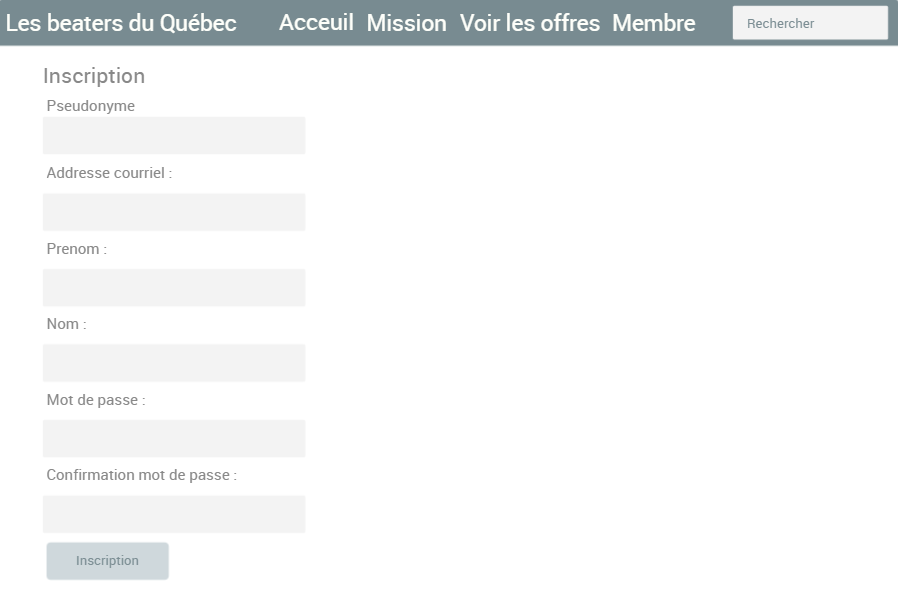 Les beaters du Québec Acceuil Mission Voir les offres Membre Rechercher
Inscription
Pseudonyme
Addresse courriel :
Prenom :
Nom :
Mot de passe :
Confirmation mot de passe :
Inscription